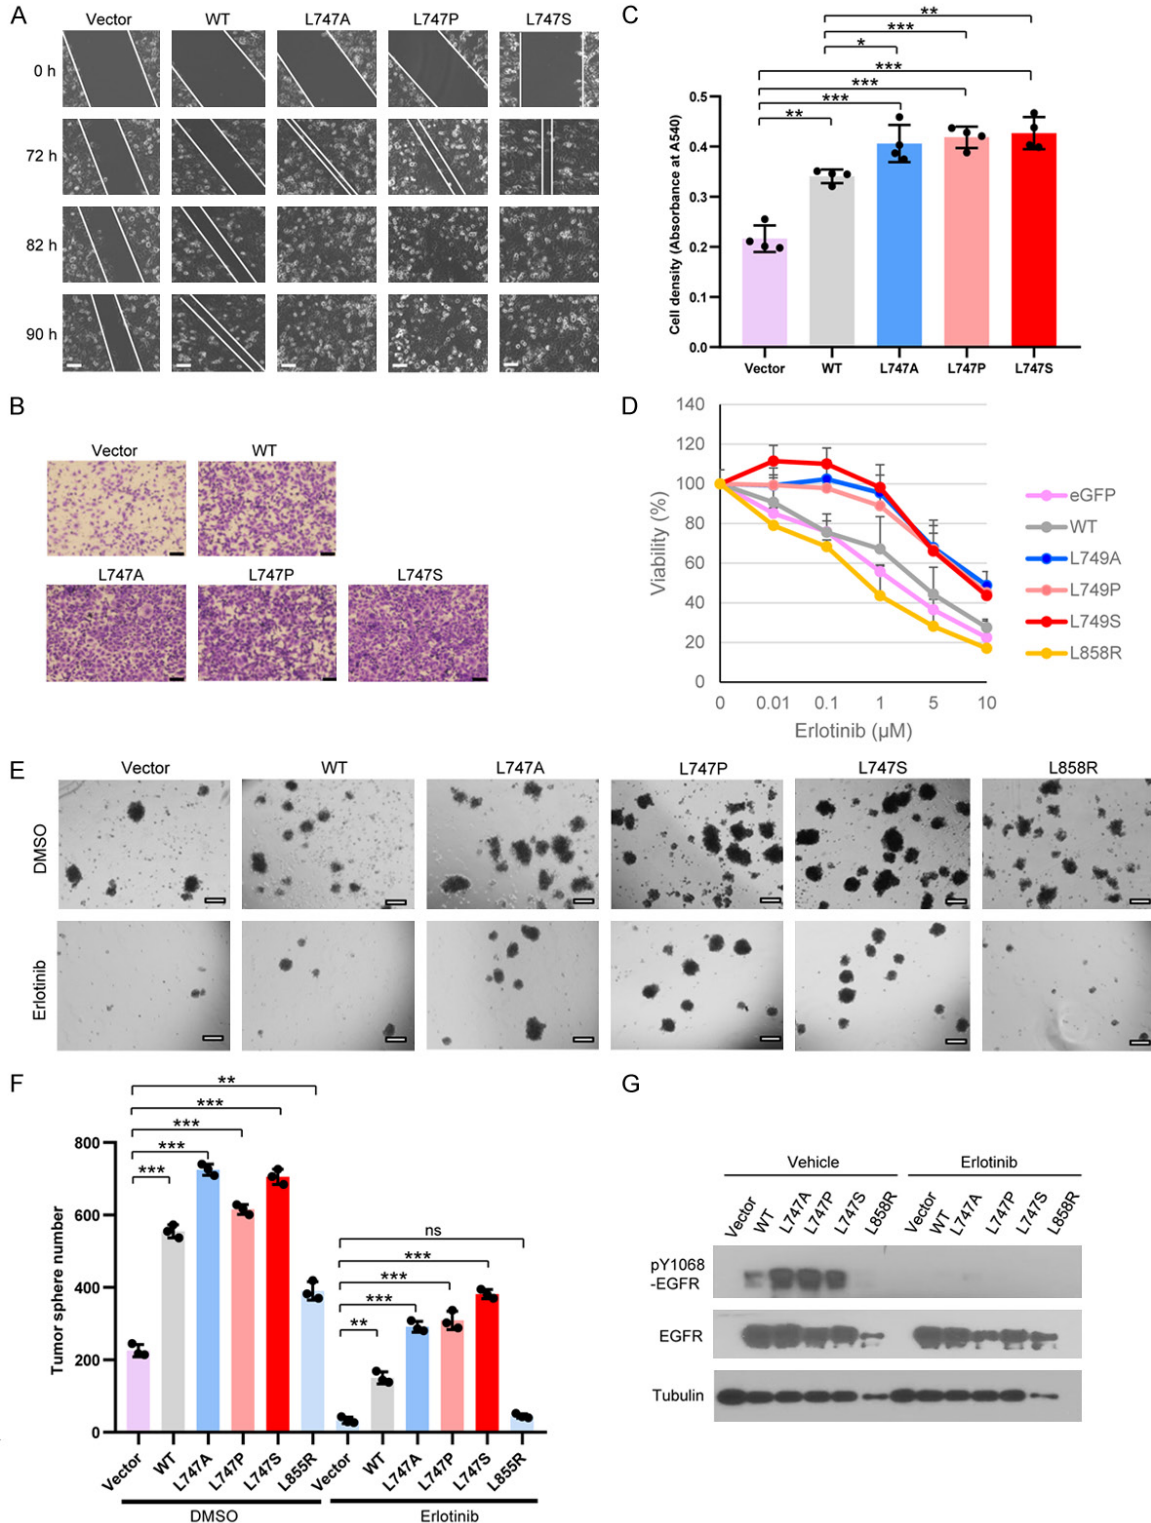 A
Vector WT L747A L747P L747S
0 h
72 h
82 h
90 h
B
Vector WT
L747A L747P L747S
C
** 
***
*
***
***
***
**
Cell density (Absorbance at A540)
0.5
0.4
0.3
0.2
0.1
0.0
Vector WT L747A L747P L747S
D
Viability (%)
140
120
100
80
60
40
20
0
0 0.01 0.1 1 5 10
Erlotinib (µM)
eGFP
WT
L749A
L749P
L749S
L858R
E
Vector WT L747A L747P L747S L858R
DMSO
Erlotinib
F
**
***
***
***
***
ns
***
***
***
**
Tumor sphere number
800
600
400
200
0
Vector WT L747A L747P L747S L855R Vector WT L747A L747P L747S L855R
DMSO Erlotinib
G
Vehicle Erlotinib
Vector WT L747A L747P L747S L858R Vector WT L747A L747P L747S L858R
pY1068
-EGFR
EGFR
Tubulin